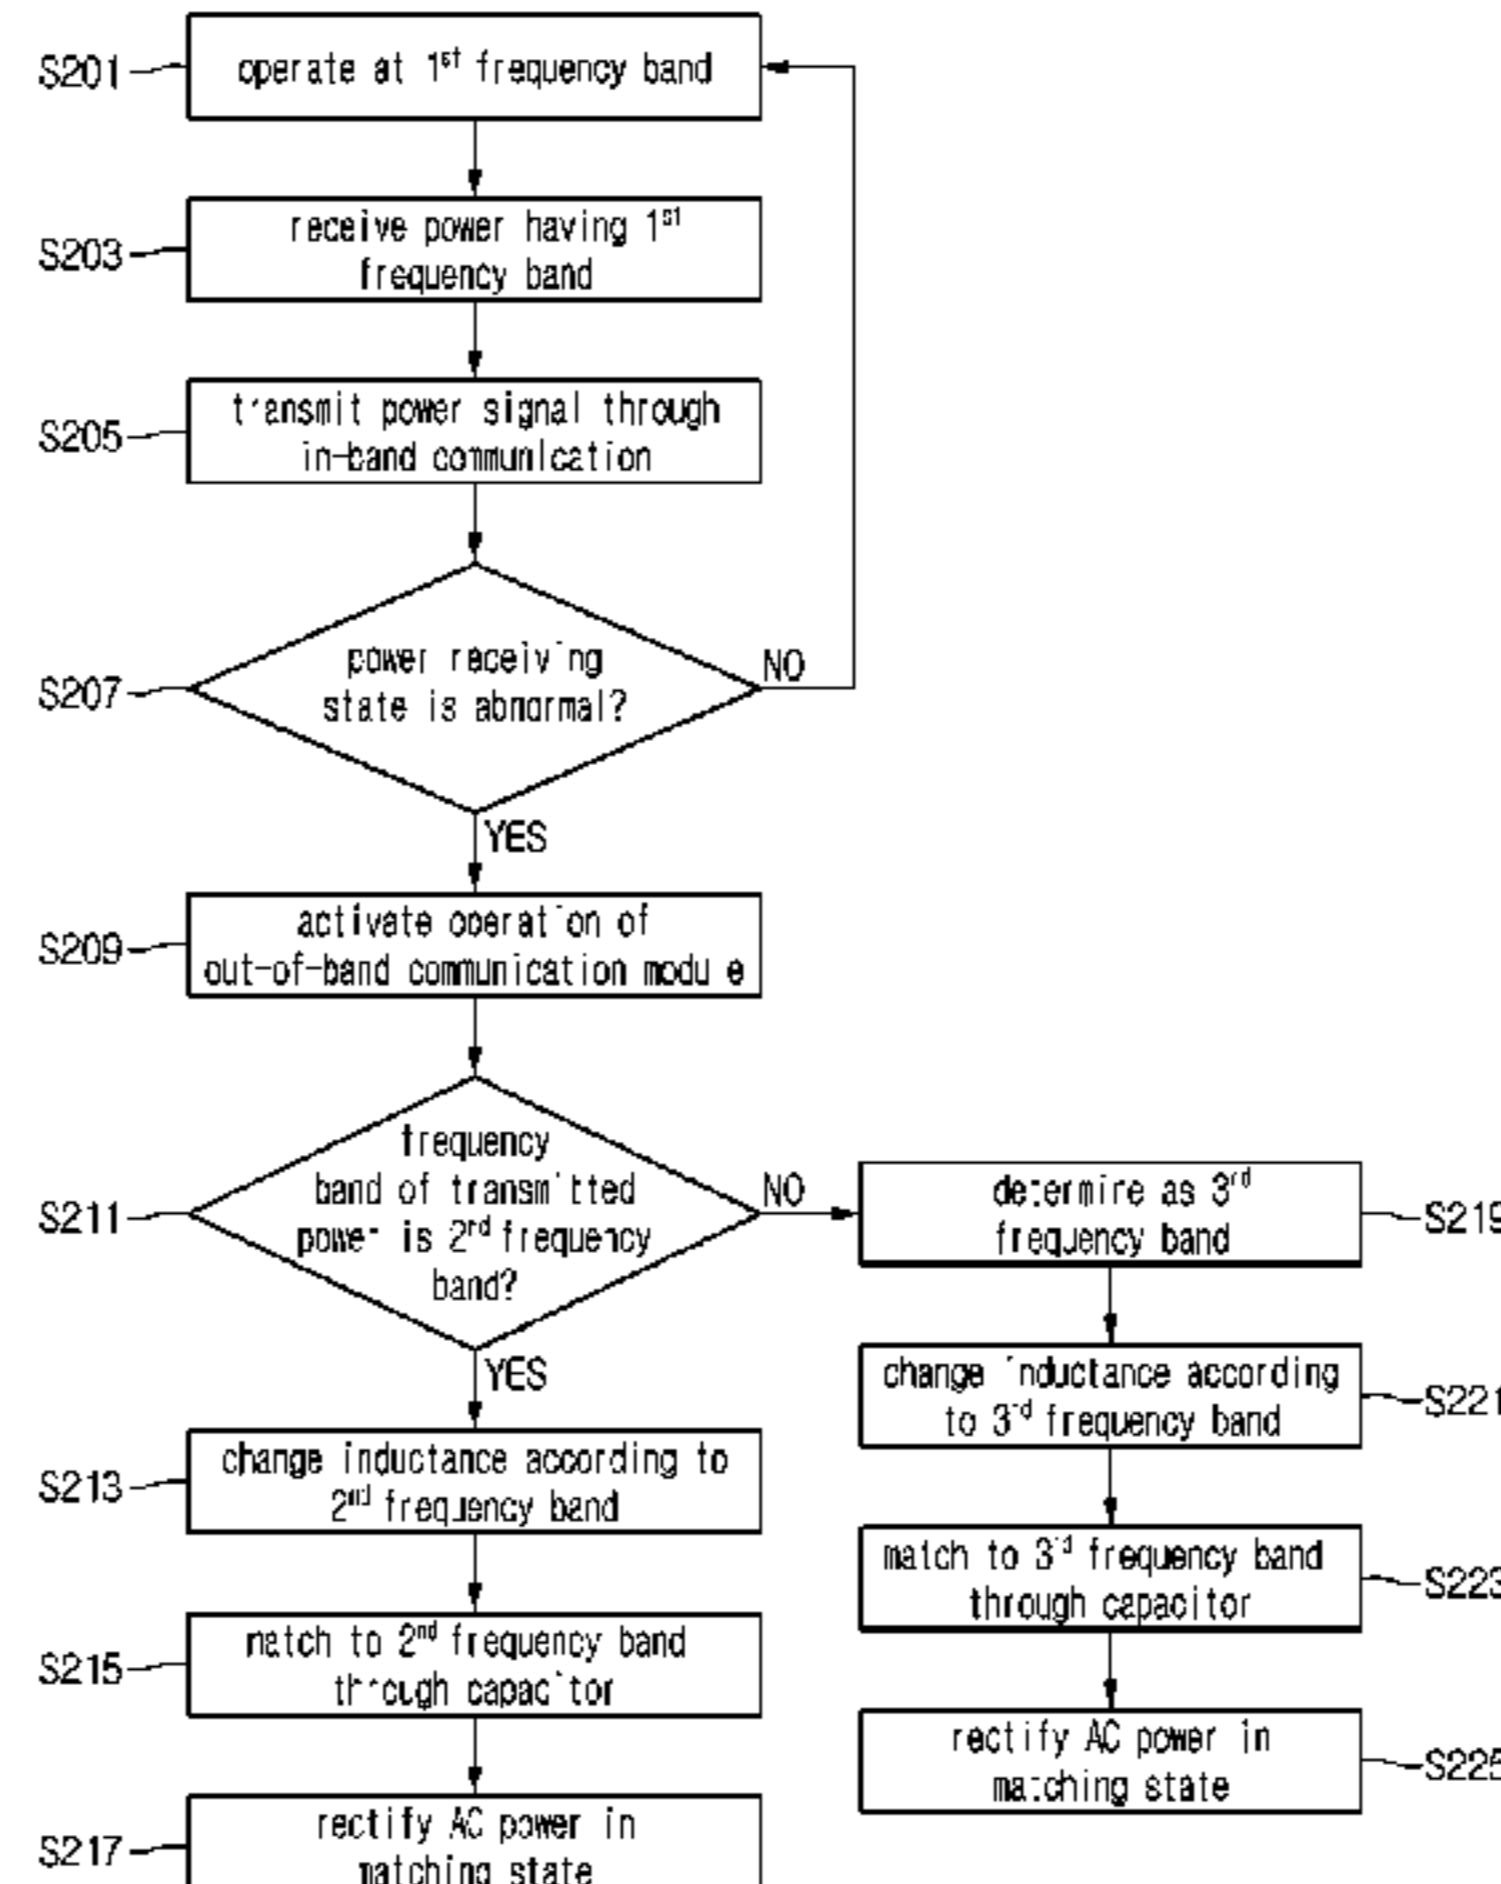 S201
operate at 1st frequency band
S203
receive power having 1st
frequency band
S205
transmit power signal through
in-band communication
S207
power receiving
state is abnormal?
NO
YES
S209
activate operation of
out-of-band communication module
S211
frequency
band of transmitted
power is 2rd frequency
band?
NO
YES
S213
change inductance according to
2nd frequency band
S215
match to 2nd frequency band
through capacitor
S217
rectify AC power in
matching state
determine as 3rd
frequency band
S219
change inductance according
to 3rd frequency band
S221
match to 3rd frequency band
through capacitor
S223
rectify AC power in
matching state
S225